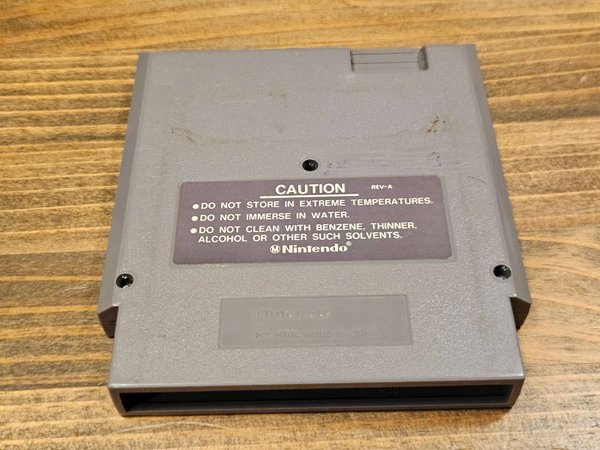 CAUTION REV-A
● DO NOT STORE IN EXTREME TEMPERATURES.
● DO NOT IMMERSE IN WATER.
● DO NOT CLEAN WITH BENZENE, THINNER,
ALCOHOL OR OTHER SUCH SOLVENTS.
Ⓜ Nintendo®